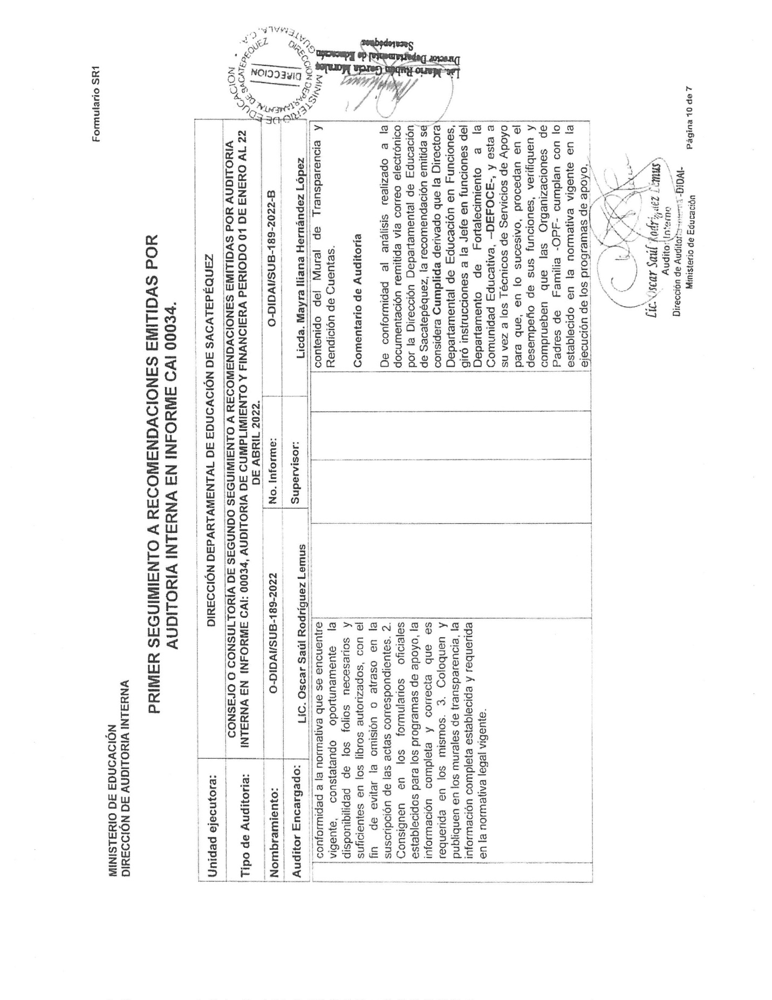 Formulario SR1
MINISTERIO DE EDUCACIÓN
DIRECCIÓN DE AUDITORIA INTERNA
PRIMER SEGUIMIENTO A RECOMENDACIONES EMITIDAS POR
AUDITORIA INTERNA EN INFORME CAI 00034.
Unidad ejecutora:
DIRECCIÓN DEPARTAMENTAL DE EDUCACIÓN DE SACATEPÉQUEZ
Tipo de Auditoria:
CONSEJO O CONSULTORÍA DE SEGUNDO SEGUIMIENTO A RECOMENDACIONES EMITIDAS POR AUDITORIA
INTERNA EN INFORME CAI: 00034, AUDITORIA DE CUMPLIMIENTO Y FINANCIERA PERIODO 01 DE ENERO AL 22
DE ABRIL 2022.
Nombramiento:
O-DIDAI/SUB-189-2022
No. Informe:
O-DIDAI/SUB-189-2022-B
Auditor Encargado:
LIC. Oscar Saúl Rodríguez Lemus
Supervisor:
Licda. Mayra Iliana Hernández López
conformidad a la normativa que se encuentre
vigente, constatando oportunamente la
disponibilidad de los folios necesarios y
suficientes en los libros autorizados, con el
fin de evitar la omisión o atraso en la
suscripción de las actas correspondientes. 2.
Consignen en los formularios oficiales
establecidos para los programas de apoyo, la
información completa y correcta que es
requerida en los mismos. 3. Coloquen y
publiquen en los murales de transparencia, la
información completa establecida y requerida
en la normativa legal vigente.
contenido del Mural de Transparencia y
Rendición de Cuentas.
Comentario de Auditoría
De conformidad al análisis realizado a la
documentación remitida vía correo electrónico
por la Dirección Departamental de Educación
de Sacatepéquez, la recomendación emitida se
considera Cumplida derivado que la Directora
Departamental de Educación en Funciones,
giró instrucciones a la Jefe en funciones del
Departamento de Fortalecimiento a la
Comunidad Educativa, –DEFOCE-, y esta a
su vez a los Técnicos de Servicios de Apoyo
para que, en lo sucesivo, procedan en el
desempeño de sus funciones, verifiquen y
comprueben que las Organizaciones de
Padres de Familia -OPF- cumplan con lo
establecido en la normativa vigente en la
ejecución de los programas de apoyo,
MINISTERIO DE EDUCACION
DIRECCION DEPARTAMENTAL DE SACATEPEQUEZ
DIRECCION
GUATEMALA, C.A.
Lic. Mario Rubén García Morales
Director Departamental de Educación
Sacatepéquez
Lic. Oscar Saúl Rodríguez Lemus
Auditor Interno
Dirección de Auditoría Interna -DIDAI-
Ministerio de Educación
Página 10 de 7